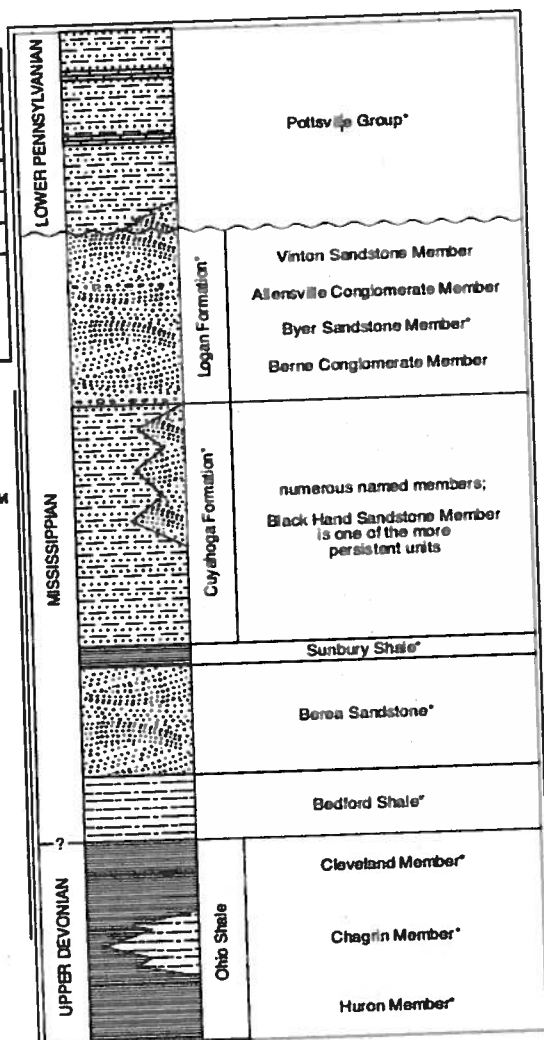 LOWER PENNSYLVANIAN
Pottsville Group*
MISSISSIPPIAN
Logan Formation*
Vinton Sandstone Member
Allensville Conglomerate Member
Byer Sandstone Member*
Berne Conglomerate Member
Cuyahoga Formation*
numerous named members;
Black Hand Sandstone Member
is one of the more
persistent units
Sunbury Shale*
Berea Sandstone*
Bedford Shale*
?
UPPER DEVONIAN
Ohio Shale
Cleveland Member*
Chagrin Member*
Huron Member*